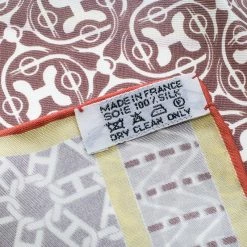 MADE IN FRANCE
SOIE 100% SILK
DRY CLEAN ONLY